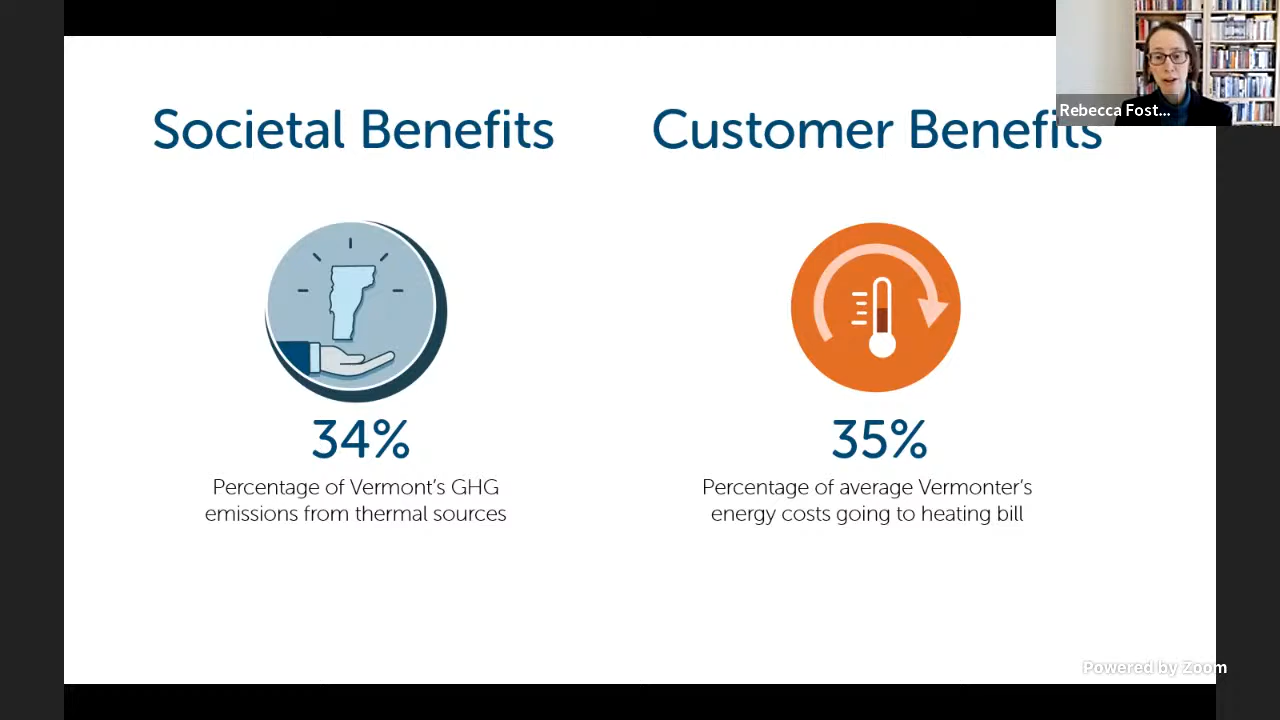 Societal Benefits
Customer Benefits
Rebecca Fost...
34%
Percentage of Vermont's GHG
emissions from thermal sources
35%
Percentage of average Vermonter's
energy costs going to heating bill
Powered by Zoom